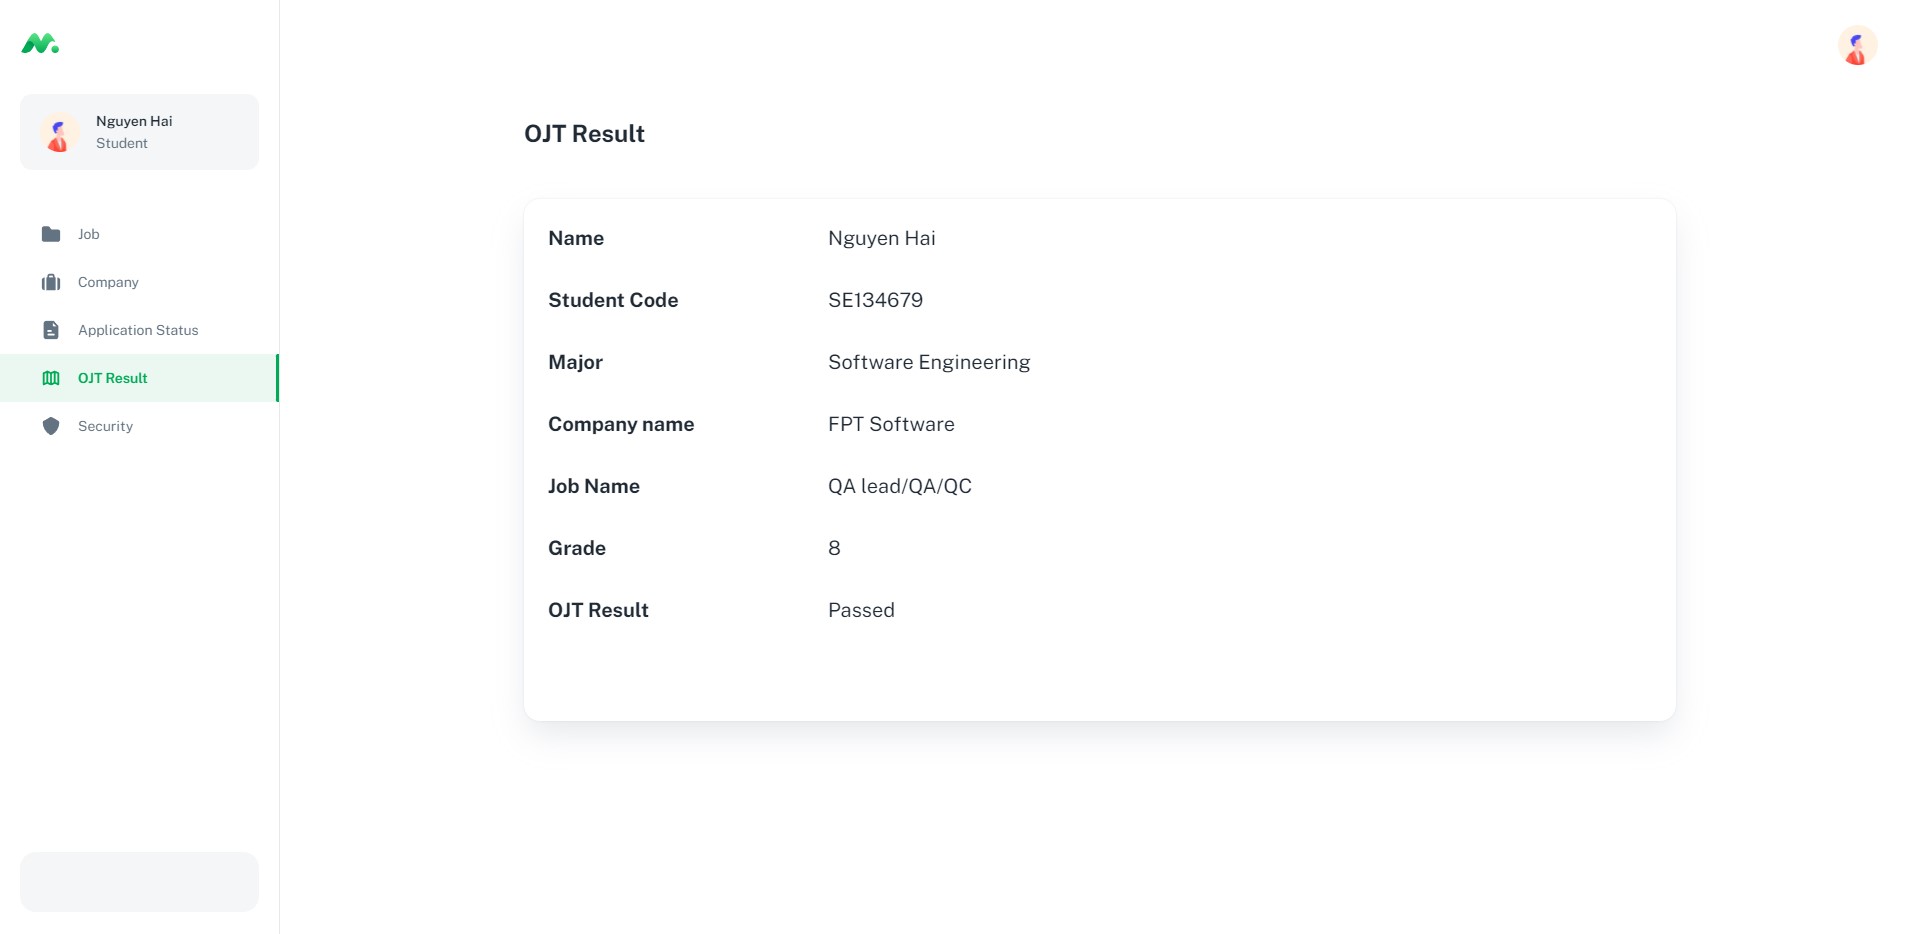 Nguyen Hai
Student
Job
Company
Application Status
OJT Result
Security
OJT Result
Name Nguyen Hai
Student Code SE134679
Major Software Engineering
Company name FPT Software
Job Name QA lead/QA/QC
Grade 8
OJT Result Passed